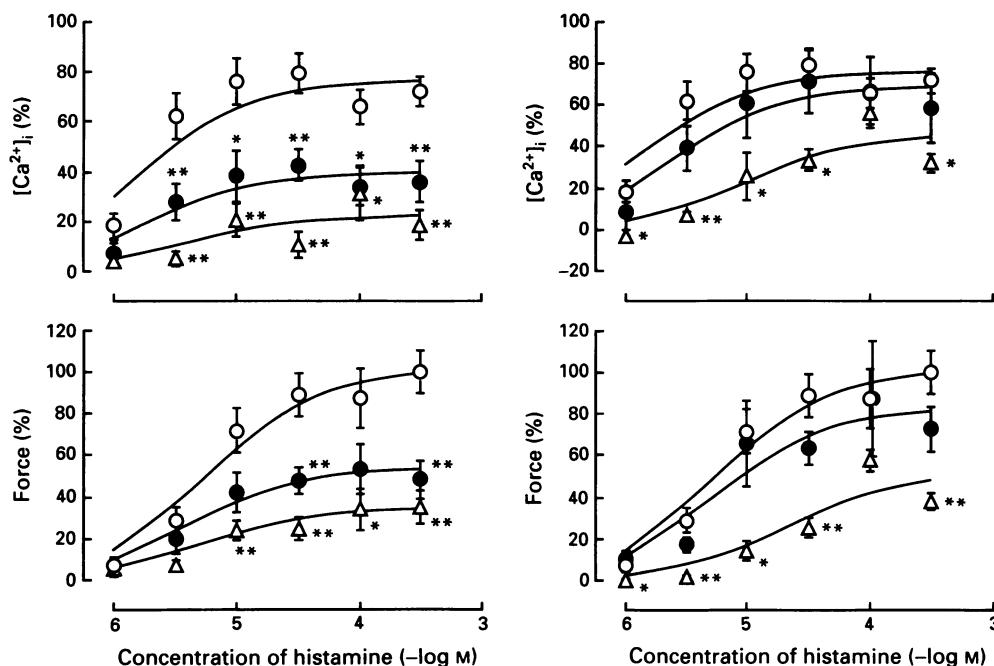 100
80
60
40
20
0
[Ca²⁺]ᵢ (%)
** * ** * **
** ** ** * **
100
80
60
40
20
0
−20
[Ca²⁺]ᵢ (%)
* ** * * *
120
100
80
60
40
20
0
Force (%)
** **
** ** * **
6 5 4 3
Concentration of histamine (−log M)
120
100
80
60
40
20
0
Force (%)
* ** * ** **
6 5 4 3
Concentration of histamine (−log M)